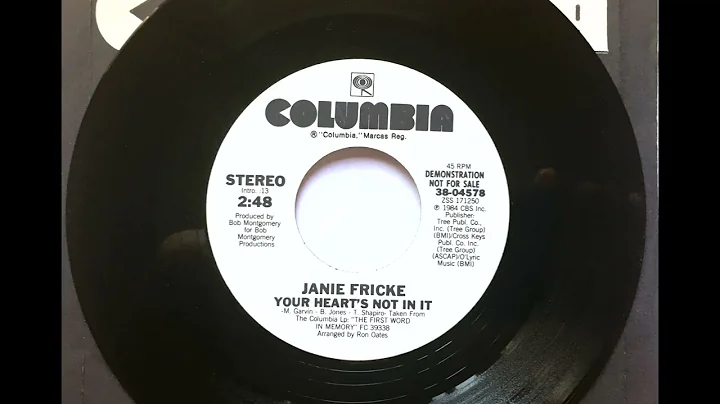 COLUMBIA
® "Columbia," Marcas Reg.
STEREO
Intro. :13
2:48
Produced by
Bob Montgomery
for Bob
Montgomery
Productions
45 RPM
DEMONSTRATION
NOT FOR SALE
38-04578
ZSS 171250
℗ 1984 CBS Inc.
Publisher:
Tree Publ. Co.,
Inc. (Tree Group)
(BMI)/Cross Keys
Publ. Co. Inc.
(Tree Group)
(ASCAP)/O'Lyric
Music (BMI)
JANIE FRICKE
YOUR HEART'S NOT IN IT
-M. Garvin - B. Jones - T. Shapiro- Taken From
The Columbia Lp: "THE FIRST WORD
IN MEMORY" FC 39338
Arranged by Ron Oates